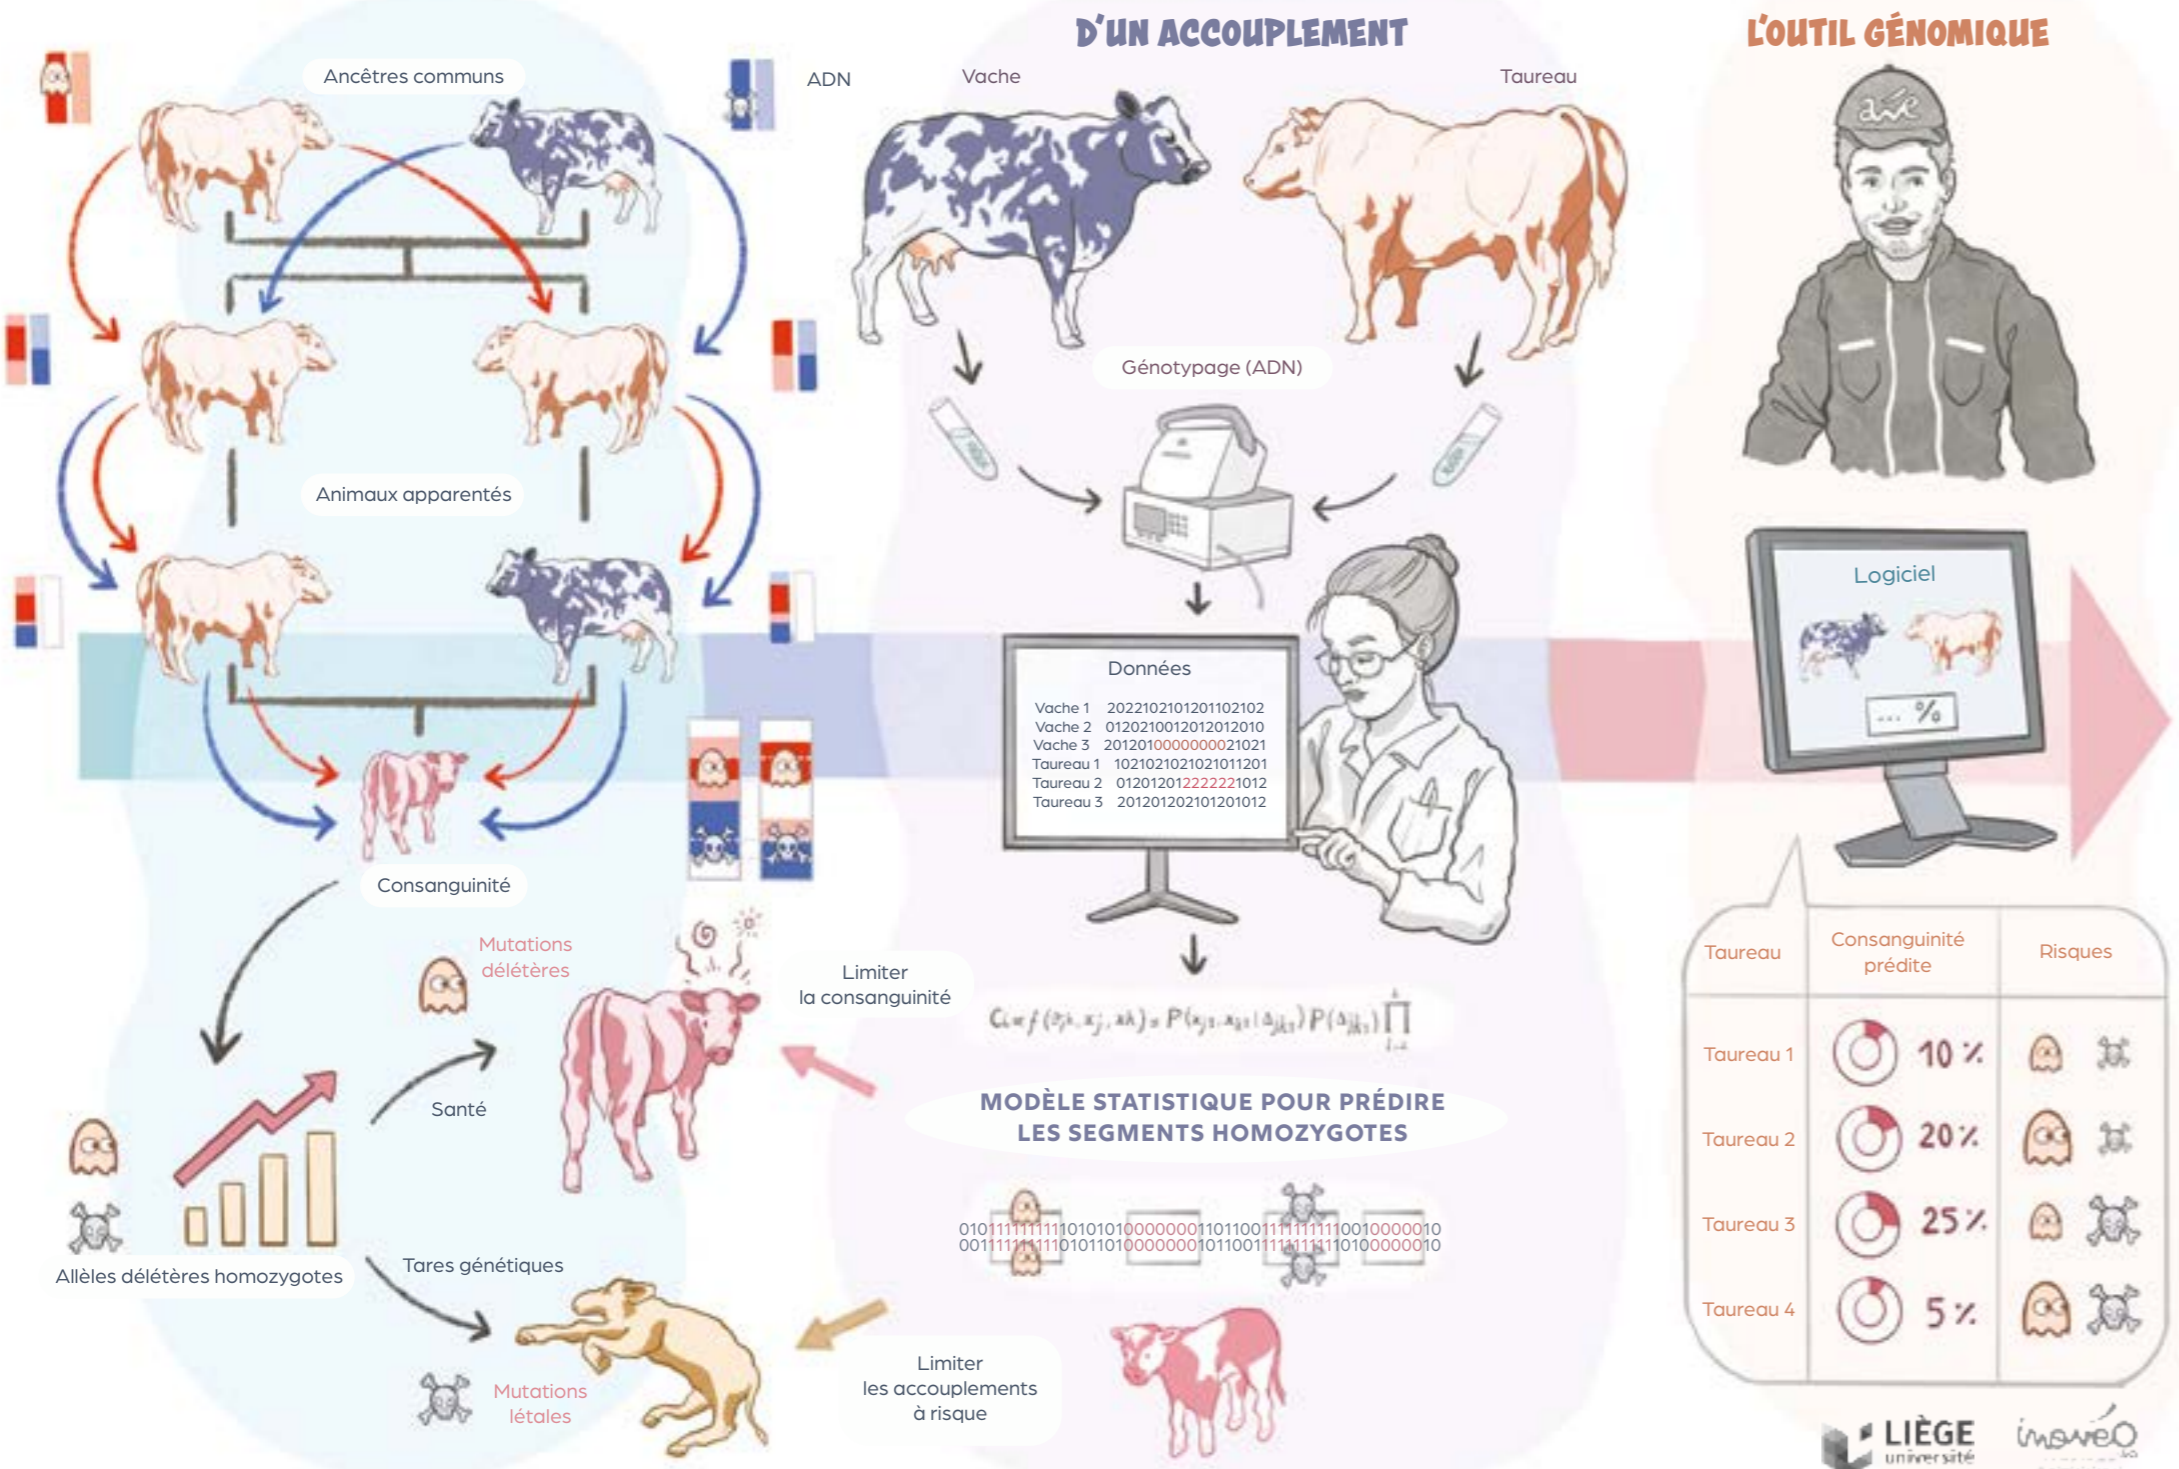 D'UN ACCOUPLEMENT
L'OUTIL GÉNOMIQUE
Ancêtres communs
ADN
Vache
Taureau
awé
Génotypage (ADN)
Animaux apparentés
Logiciel
... %
Données
Vache 1 2022102101201102102
Vache 2 0120210012012012010
Vache 3 2012010000000021021
Taureau 1 1021021021021011201
Taureau 2 0120120122222221012
Taureau 3 201201202101201012
Consanguinité
Mutations
délétères
Limiter
la consanguinité
Santé
MODÈLE STATISTIQUE POUR PRÉDIRE
LES SEGMENTS HOMOZYGOTES
Allèles délétères homozygotes
Tares génétiques
Mutations
létales
Limiter
les accouplements
à risque
Taureau
Consanguinité
prédite
Risques
Taureau 1
10 %
Taureau 2
20 %
Taureau 3
25 %
Taureau 4
5 %
LIÈGE
université
inovéo